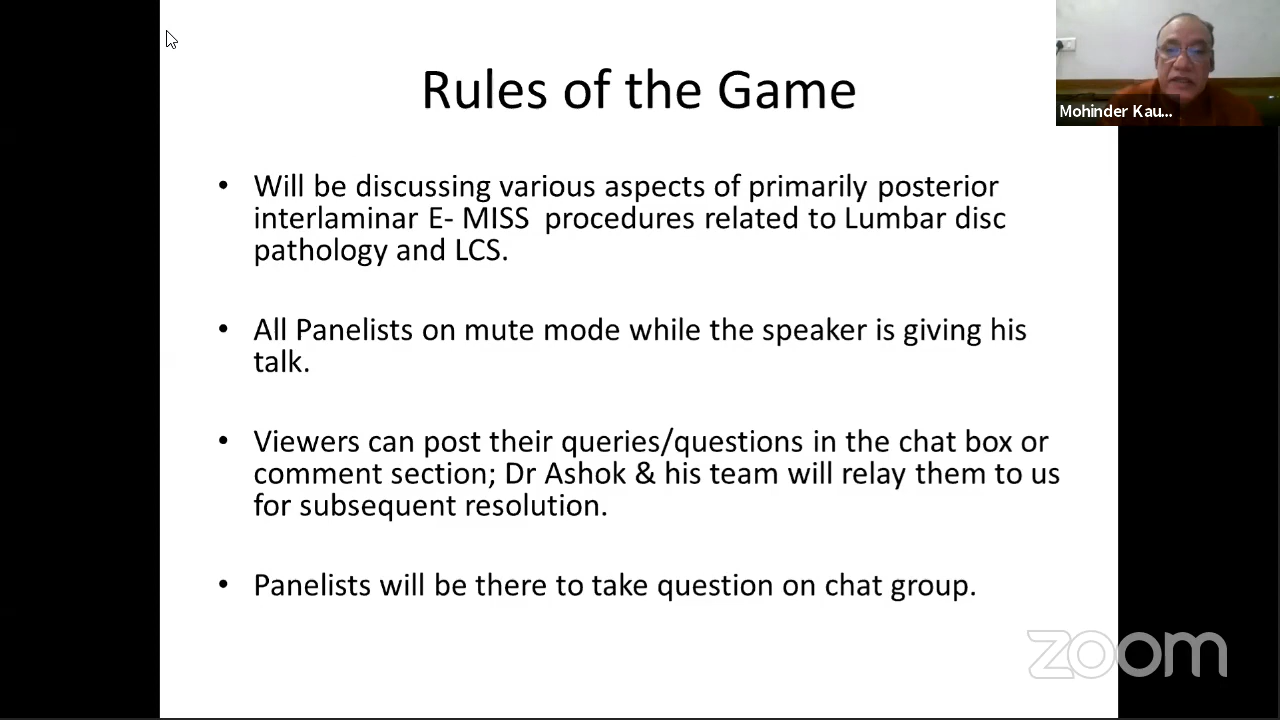 Rules of the Game
Mohinder Kau...
• Will be discussing various aspects of primarily posterior
interlaminar E- MISS procedures related to Lumbar disc
pathology and LCS.
• All Panelists on mute mode while the speaker is giving his
talk.
• Viewers can post their queries/questions in the chat box or
comment section; Dr Ashok & his team will relay them to us
for subsequent resolution.
• Panelists will be there to take question on chat group.
zoom